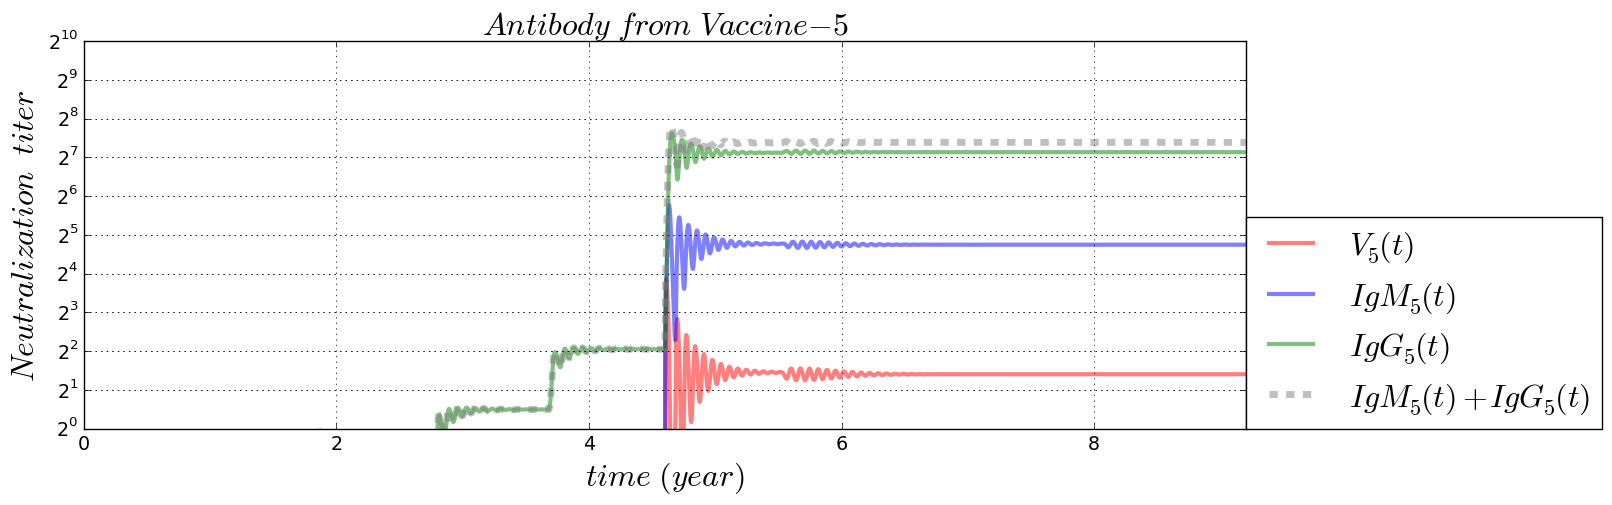 Antibody from Vaccine−5
Neutralization titer
2^10
2^9
2^8
2^7
2^6
2^5
2^4
2^3
2^2
2^1
2^0
0 2 4 6 8
time (year)
V_5(t)
IgM_5(t)
IgG_5(t)
IgM_5(t)+IgG_5(t)